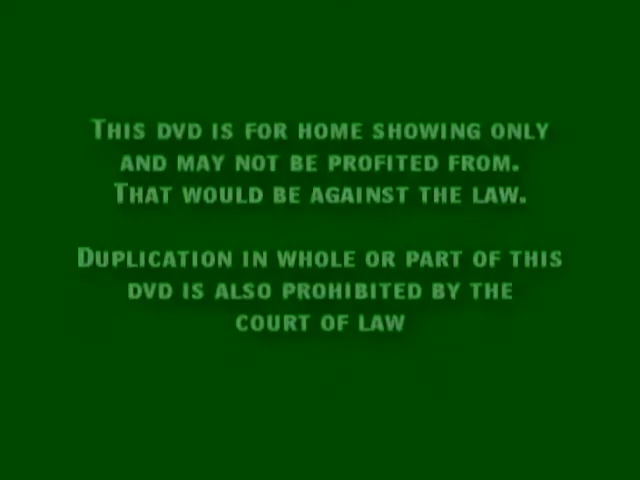 This dvd is for home showing only
and may not be profited from.
That would be against the law.
Duplication in whole or part of this
dvd is also prohibited by the
court of law